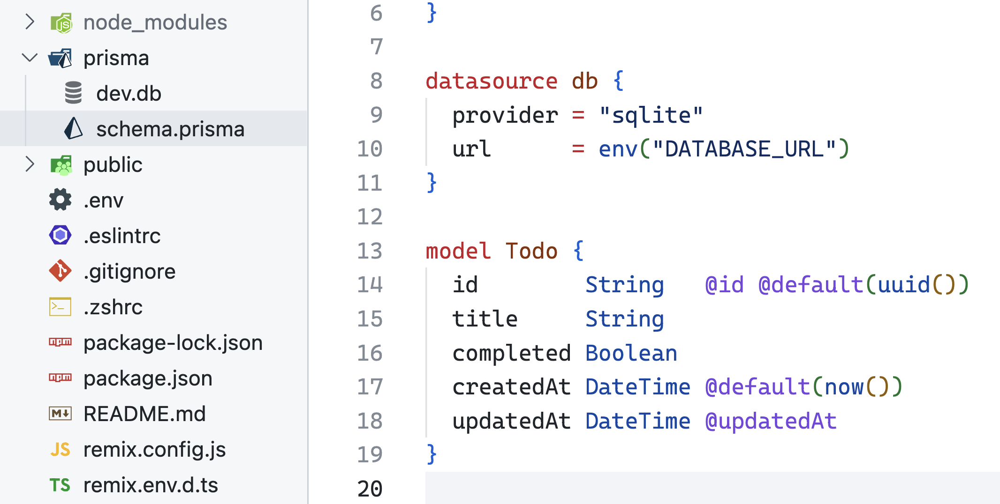 node_modules
prisma
dev.db
schema.prisma
public
.env
.eslintrc
.gitignore
.zshrc
package-lock.json
package.json
README.md
JS remix.config.js
TS remix.env.d.ts
6 }
7
8 datasource db {
9   provider = "sqlite"
10   url      = env("DATABASE_URL")
11 }
12
13 model Todo {
14   id        String   @id @default(uuid())
15   title     String
16   completed Boolean
17   createdAt DateTime @default(now())
18   updatedAt DateTime @updatedAt
19 }
20